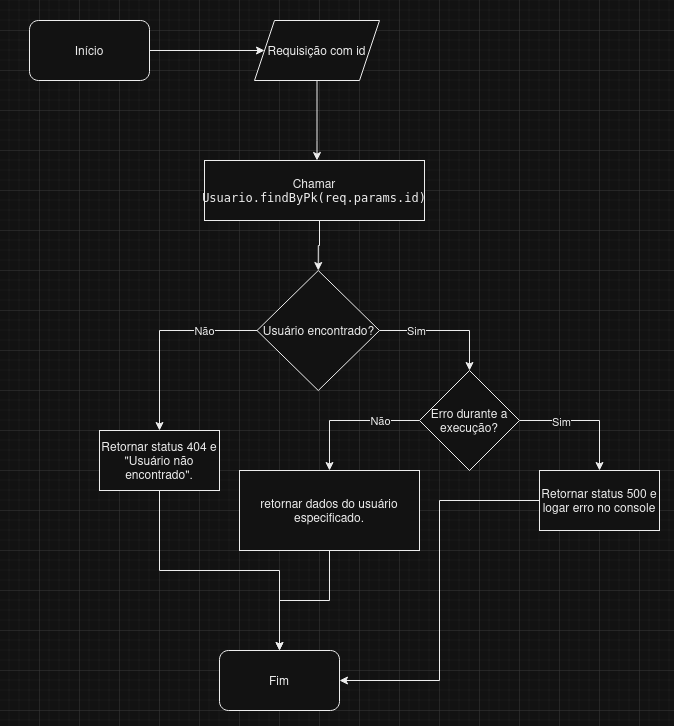 Início
Requisição com id
Chamar
Usuario.findByPk(req.params.id)
Usuário encontrado?
Não
Sim
Erro durante a
execução?
Não
Sim
Retornar status 404 e
"Usuário não
encontrado".
retornar dados do usuário
especificado.
Retornar status 500 e
logar erro no console
Fim